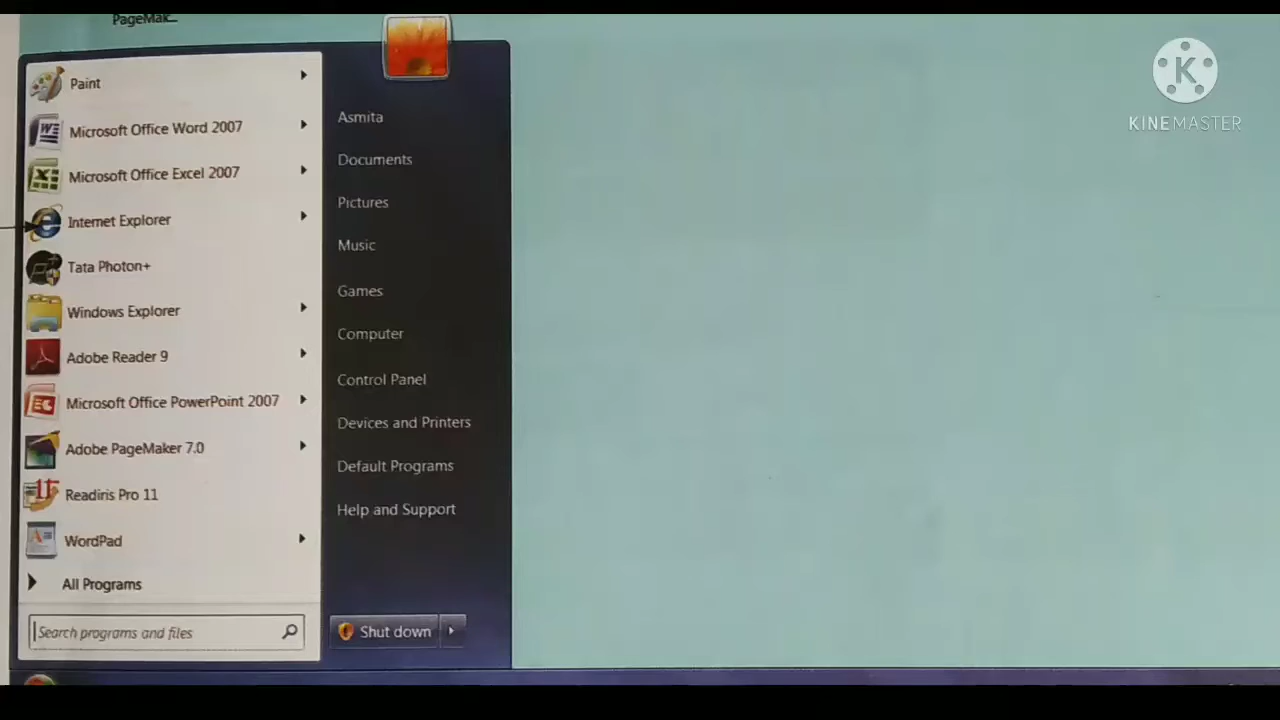 PageMak...
Paint
Microsoft Office Word 2007
Microsoft Office Excel 2007
Internet Explorer
Tata Photon+
Windows Explorer
Adobe Reader 9
Microsoft Office PowerPoint 2007
Adobe PageMaker 7.0
Readiris Pro 11
WordPad
All Programs
Search programs and files
Asmita
Documents
Pictures
Music
Games
Computer
Control Panel
Devices and Printers
Default Programs
Help and Support
Shut down
K
KINEMASTER